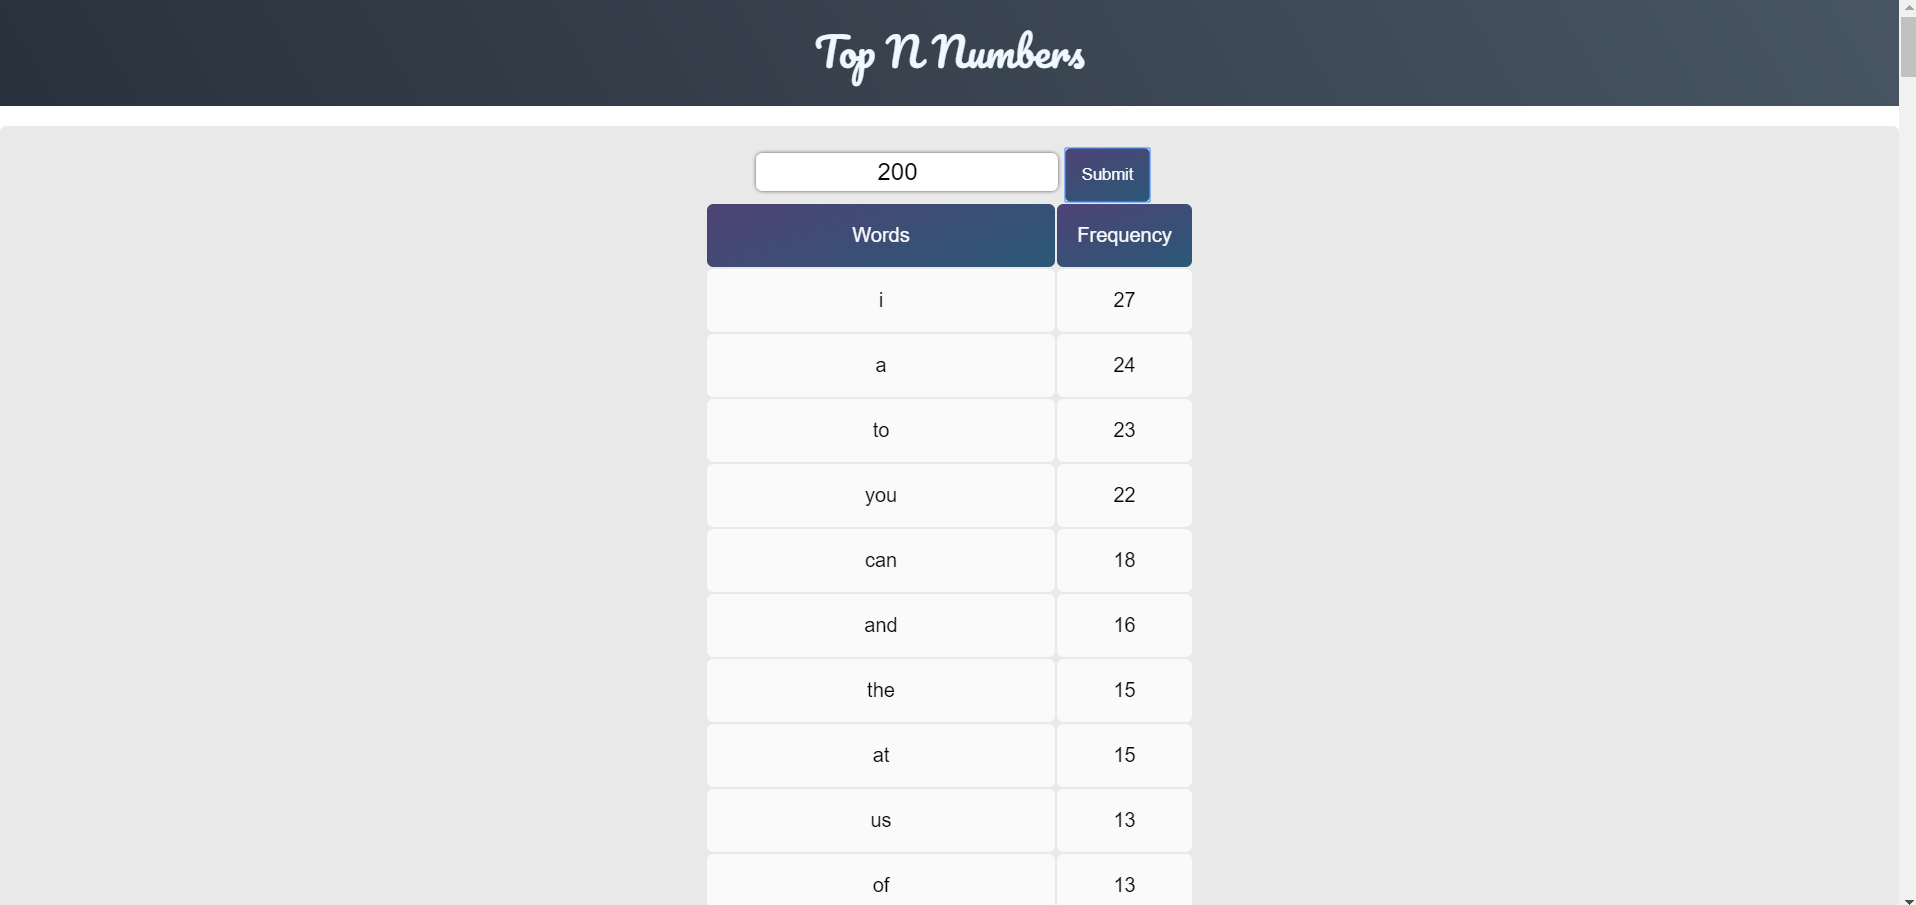 Top N Numbers
200 Submit
Words Frequency
i 27
a 24
to 23
you 22
can 18
and 16
the 15
at 15
us 13
of 13